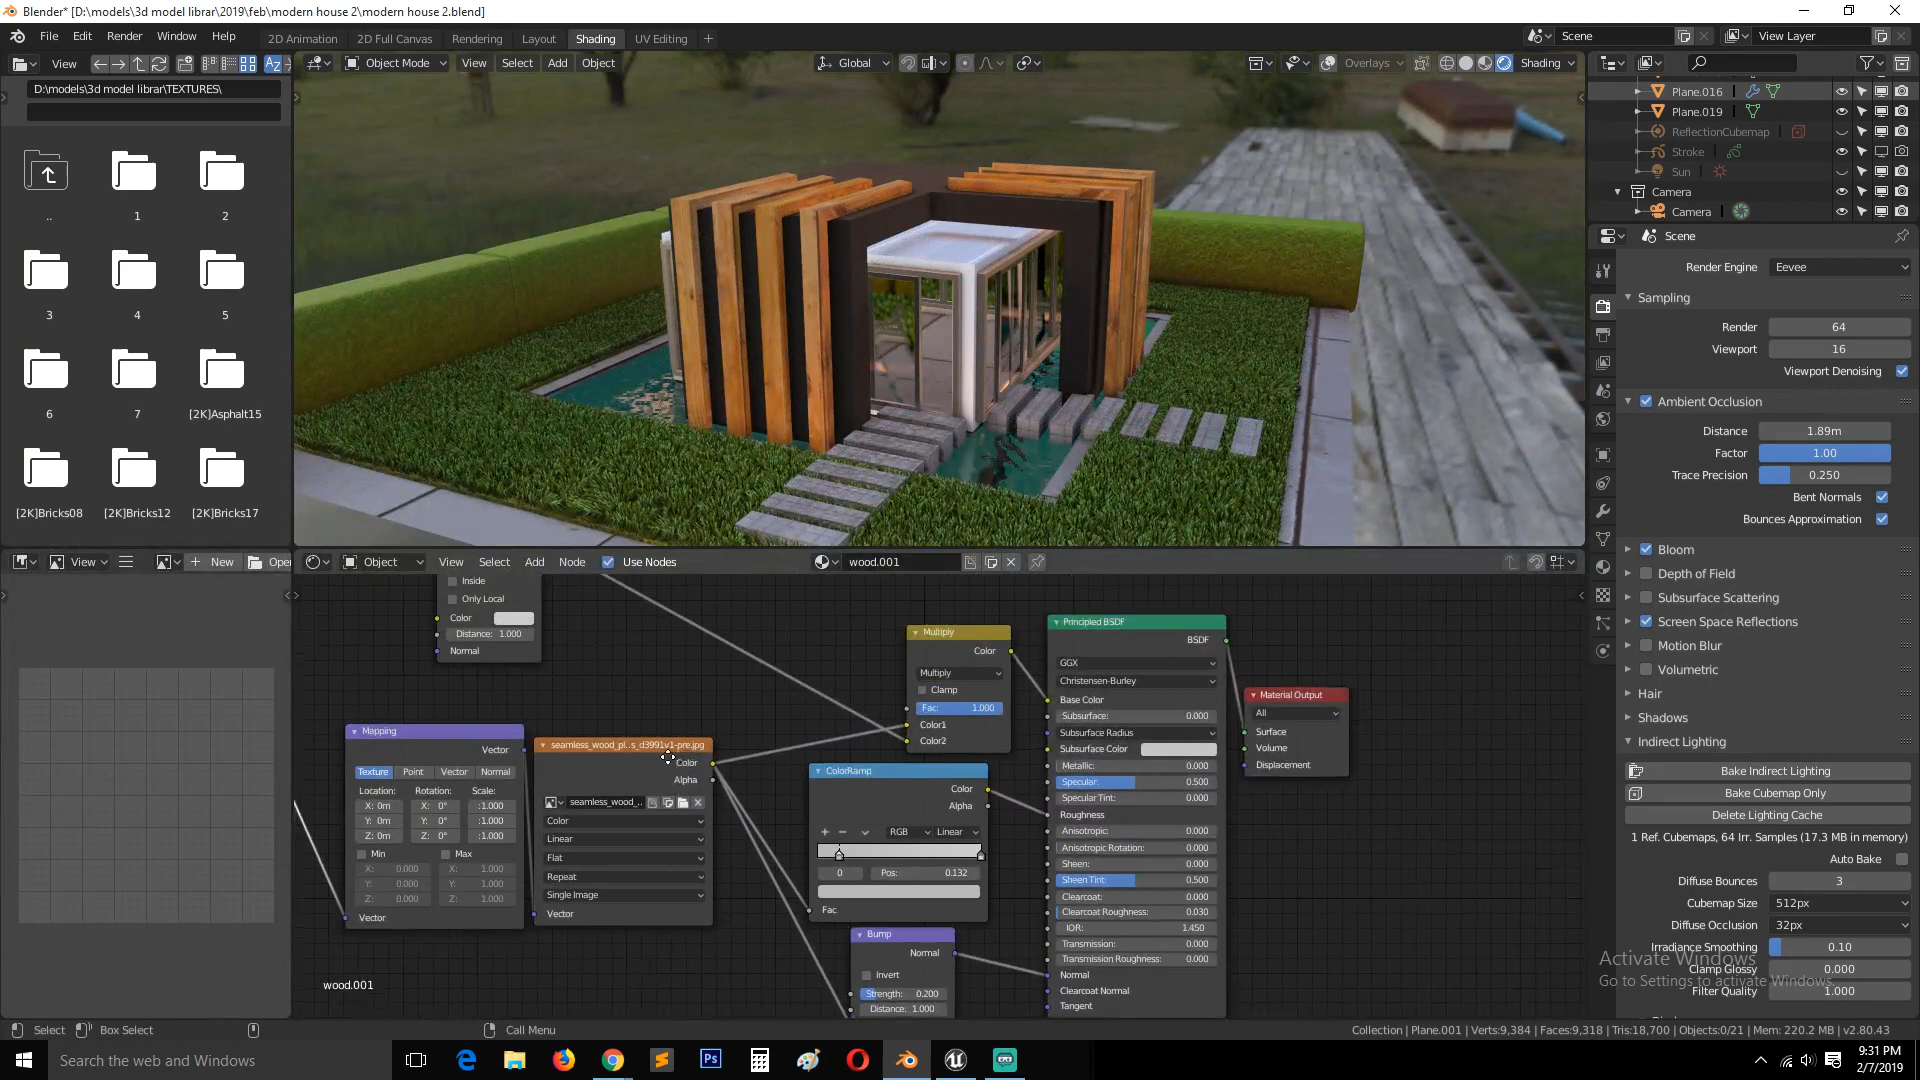 Blender* [D:\models\3d model librar\2019\feb\modern house 2\modern house 2.blend]
File Edit Render Window Help
2D Animation 2D Full Canvas Rendering Layout Shading UV Editing +
Scene
View Layer
View
D:\models\3d model librar\TEXTURES\
..
1
2
3
4
5
6
7
[2K]Asphalt15
[2K]Bricks08
[2K]Bricks12
[2K]Bricks17
Object Mode View Select Add Object
Global
Overlays
Shading
Plane.016
Plane.019
ReflectionCubemap
Stroke
Sun
Camera
Camera
Scene
Render Engine Eevee
Sampling
Render 64
Viewport 16
Viewport Denoising
Ambient Occlusion
Distance 1.89m
Factor 1.00
Trace Precision 0.250
Bent Normals
Bounces Approximation
Bloom
Depth of Field
Subsurface Scattering
Screen Space Reflections
Motion Blur
Volumetric
Hair
Shadows
Indirect Lighting
Bake Indirect Lighting
Bake Cubemap Only
Delete Lighting Cache
1 Ref. Cubemaps, 64 Irr. Samples (17.3 MB in memory)
Auto Bake
Diffuse Bounces 3
Cubemap Size 512px
Diffuse Occlusion 32px
Irradiance Smoothing 0.10
Clamp Glossy 0.000
Filter Quality 1.000
Activate Windows
Go to Settings to activate Windows.
View
+ New
Open
Object View Select Add Node Use Nodes
wood.001
Inside
Only Local
Color
Distance: 1.000
Normal
Mapping
Vector
Texture Point Vector Normal
Location: Rotation: Scale:
X: 0m X: 0° :1.000
Y: 0m Y: 0° :1.000
Z: 0m Z: 0° :1.000
Min Max
X: 0.000 X: 1.000
Y: 0.000 Y: 1.000
Z: 0.000 Z: 1.000
Vector
seamless_wood_pl..s_d3991v1-pre.jpg
Color
Alpha
seamless_wood_..
Color
Linear
Flat
Repeat
Single Image
Vector
Multiply
Color
Multiply
Clamp
Fac: 1.000
Color1
Color2
ColorRamp
Color
Alpha
RGB Linear
0 Pos: 0.132
Fac
Bump
Normal
Invert
Strength: 0.200
Distance: 1.000
Principled BSDF
BSDF
GGX
Christensen-Burley
Base Color
Subsurface: 0.000
Subsurface Radius
Subsurface Color
Metallic: 0.000
Specular: 0.500
Specular Tint: 0.000
Roughness
Anisotropic: 0.000
Anisotropic Rotation: 0.000
Sheen: 0.000
Sheen Tint: 0.500
Clearcoat: 0.000
Clearcoat Roughness: 0.030
IOR: 1.450
Transmission: 0.000
Transmission Roughness: 0.000
Normal
Clearcoat Normal
Tangent
Material Output
All
Surface
Volume
Displacement
wood.001
Select Box Select Call Menu
Collection | Plane.001 | Verts:9,384 | Faces:9,318 | Tris:18,700 | Objects:0/21 | Mem: 220.2 MB | v2.80.43
Search the web and Windows
9:31 PM
2/7/2019